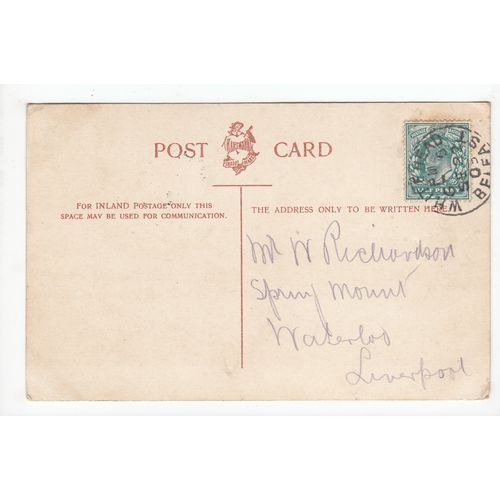 POST CARD
FOR INLAND POSTAGE ONLY THIS
SPACE MAY BE USED FOR COMMUNICATION.
THE ADDRESS ONLY TO BE WRITTEN HERE.
Mr W Richardson
Spring Mount
Waterloo
Liverpool